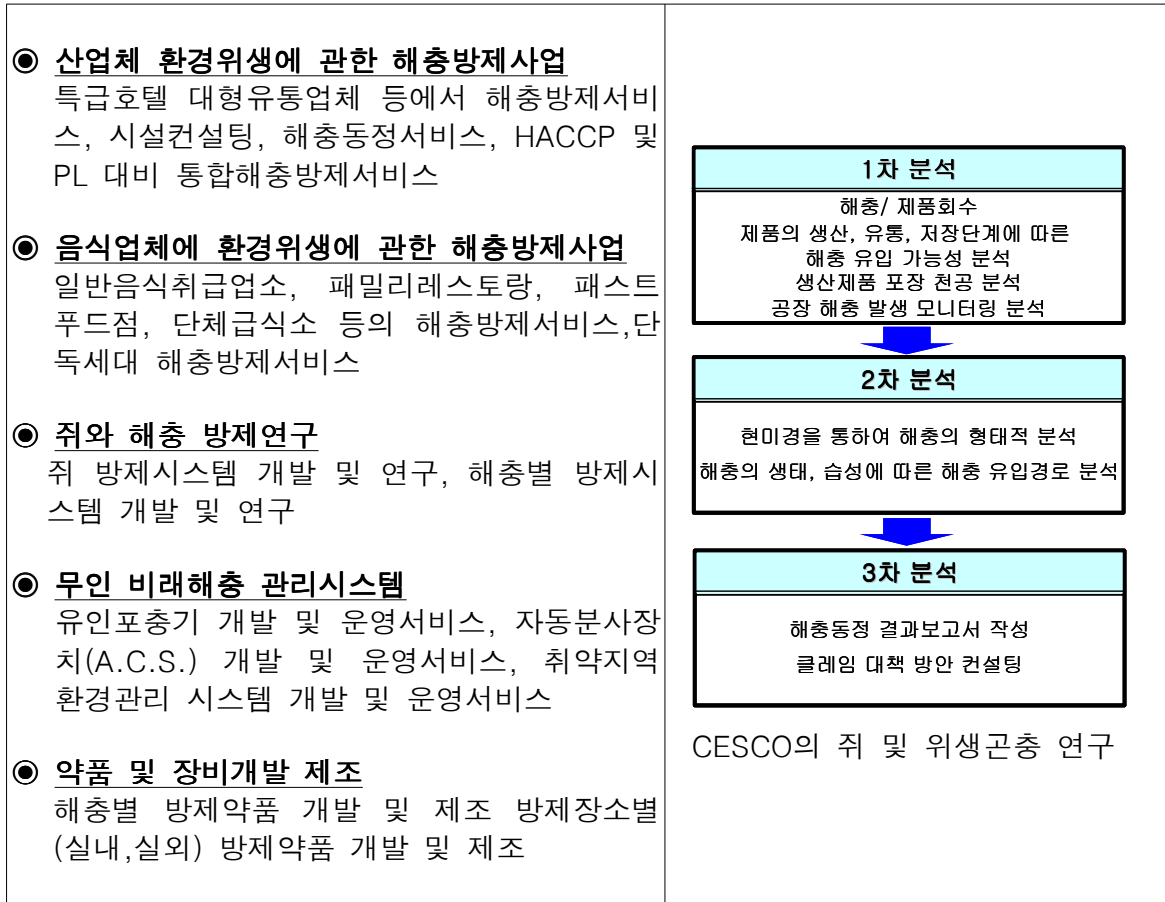 ◉ 산업체 환경위생에 관한 해충방제사업
특급호텔 대형유통업체 등에서 해충방제서비
스, 시설컨설팅, 해충동정서비스, HACCP 및
PL 대비 통합해충방제서비스
◉ 음식업체에 환경위생에 관한 해충방제사업
일반음식취급업소, 패밀리레스토랑, 패스트
푸드점, 단체급식소 등의 해충방제서비스,단
독세대 해충방제서비스
◉ 쥐와 해충 방제연구
쥐 방제시스템 개발 및 연구, 해충별 방제시
스템 개발 및 연구
◉ 무인 비래해충 관리시스템
유인포충기 개발 및 운영서비스, 자동분사장
치(A.C.S.) 개발 및 운영서비스, 취약지역
환경관리 시스템 개발 및 운영서비스
◉ 약품 및 장비개발 제조
해충별 방제약품 개발 및 제조 방제장소별
(실내,실외) 방제약품 개발 및 제조
1차 분석
해충/ 제품회수
제품의 생산, 유통, 저장단계에 따른
해충 유입 가능성 분석
생산제품 포장 천공 분석
공장 해충 발생 모니터링 분석
2차 분석
현미경을 통하여 해충의 형태적 분석
해충의 생태, 습성에 따른 해충 유입경로 분석
3차 분석
해충동정 결과보고서 작성
클레임 대책 방안 컨설팅
CESCO의 쥐 및 위생곤충 연구